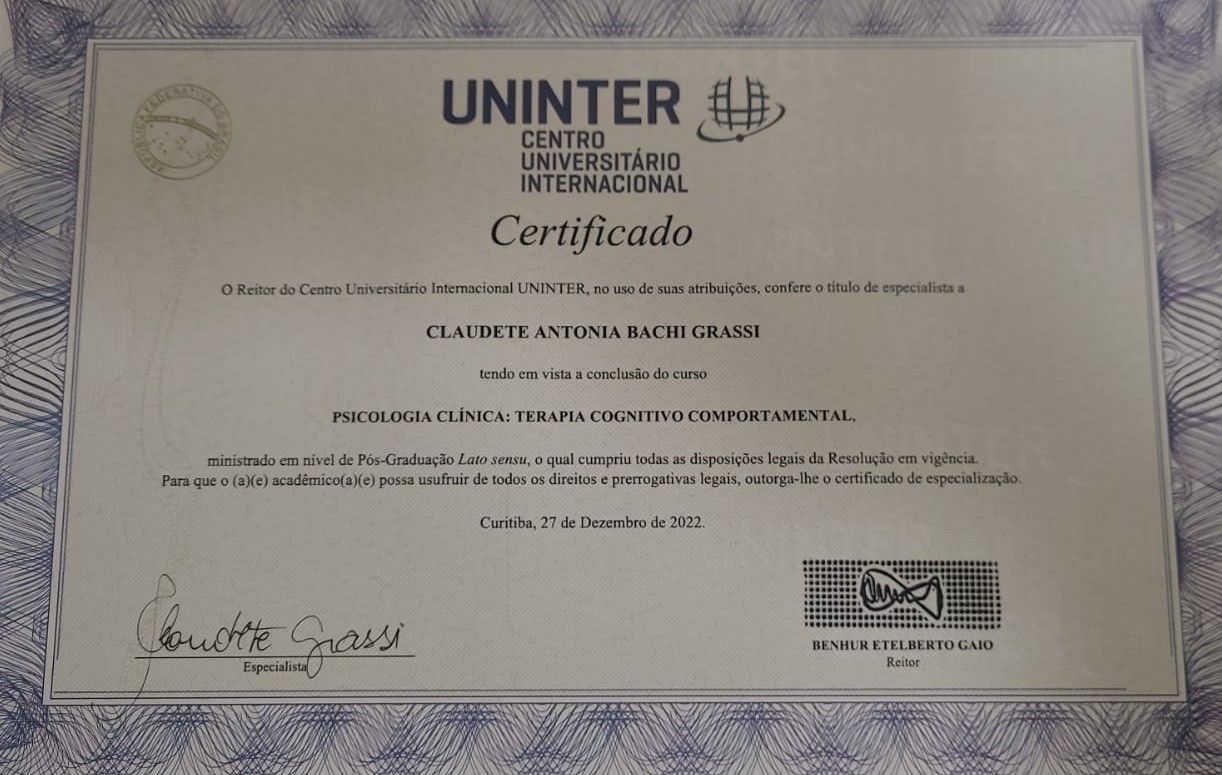 REPÚBLICA FEDERATIVA DO BRASIL
UNINTER
CENTRO
UNIVERSITÁRIO
INTERNACIONAL
Certificado
O Reitor do Centro Universitário Internacional UNINTER, no uso de suas atribuições, confere o título de especialista a
CLAUDETE ANTONIA BACHI GRASSI
tendo em vista a conclusão do curso
PSICOLOGIA CLÍNICA: TERAPIA COGNITIVO COMPORTAMENTAL,
ministrado em nível de Pós-Graduação Lato sensu, o qual cumpriu todas as disposições legais da Resolução em vigência.
Para que o (a)(e) acadêmico(a)(e) possa usufruir de todos os direitos e prerrogativas legais, outorga-lhe o certificado de especialização.
Curitiba, 27 de Dezembro de 2022.
Claudete Grassi
Especialista
BENHUR ETELBERTO GAIO
Reitor